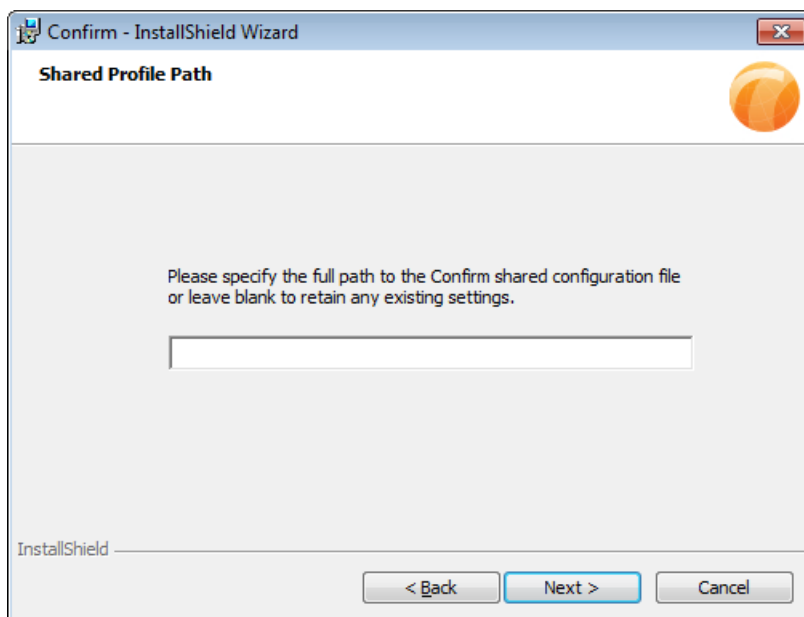 Confirm - InstallShield Wizard
Shared Profile Path
Please specify the full path to the Confirm shared configuration file
or leave blank to retain any existing settings.
InstallShield
< Back
Next >
Cancel